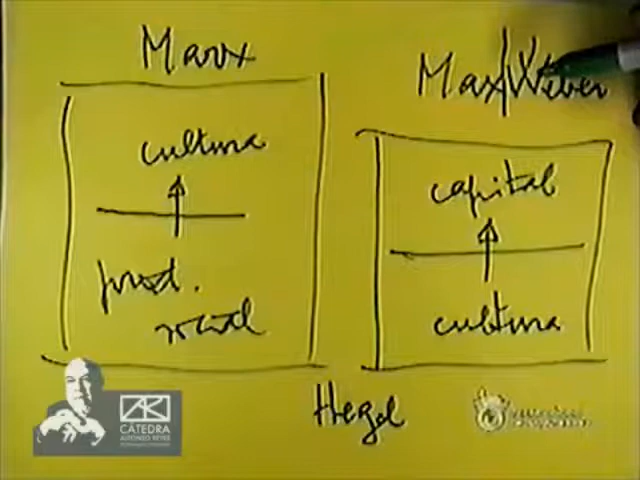 Marx
cultura
prod.
social
Max Weber
capital
cultura
Hegel
CÁTEDRA
ALFONSO REYES